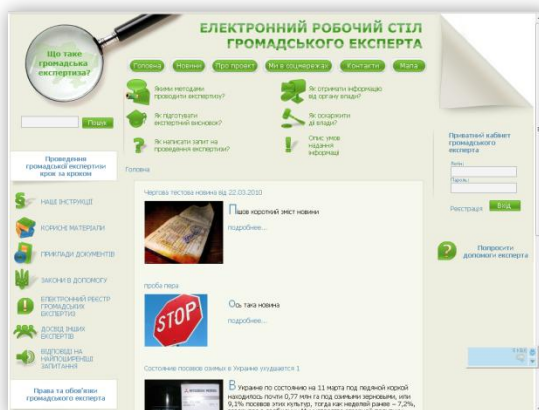 ЕЛЕКТРОННИЙ РОБОЧИЙ СТІЛ
ГРОМАДСЬКОГО ЕКСПЕРТА
Що таке
громадська
експертиза?
Головна
Новини
Про проект
Ми в соцмережах
Контакти
Мапа
Якими методами
проводити експертизу?
Як отримати інформацію
від органу влади?
Як підготувати
експертний висновок?
Як оскаржити
дії влади?
Як написати запит на
проведення експертизи?
Опис умов
надання
інформації
Пошук
Проведення
громадської експертизи
крок за кроком
НАШІ ІНСТРУКЦІЇ
КОРИСНІ МАТЕРІАЛИ
ПРИКЛАДИ ДОКУМЕНТІВ
ЗАКОНИ В ДОПОМОГУ
ЕЛЕКТРОННИЙ РЕЄСТР
ГРОМАДСЬКИХ
ЕКСПЕРТИЗ
ДОСВІД ІНШИХ
ЕКСПЕРТІВ
ВІДПОВІДІ НА
НАЙПОШИРЕНІШІ
ЗАПИТАННЯ
Права та обов'язки
громадського експерта
Головна
Чергова тестова новина від 22.03.2010
Пішов короткий зміст новини
подробнее...
проба пера
STOP
Ось така новина
подробнее...
Состояние посевов озимых в Украине ухудшается 1
В Украине по состоянию на 11 марта под ледяной коркой
находилось почти 0,77 млн га под озимыми зерновыми, или
9,1% посевов этих культур, тогда как неделей ранее – 7,2%,
Приватний кабінет
громадського
експерта
Логін:
Пароль:
Реєстрація
Вхід
Попросити
допомоги експерта